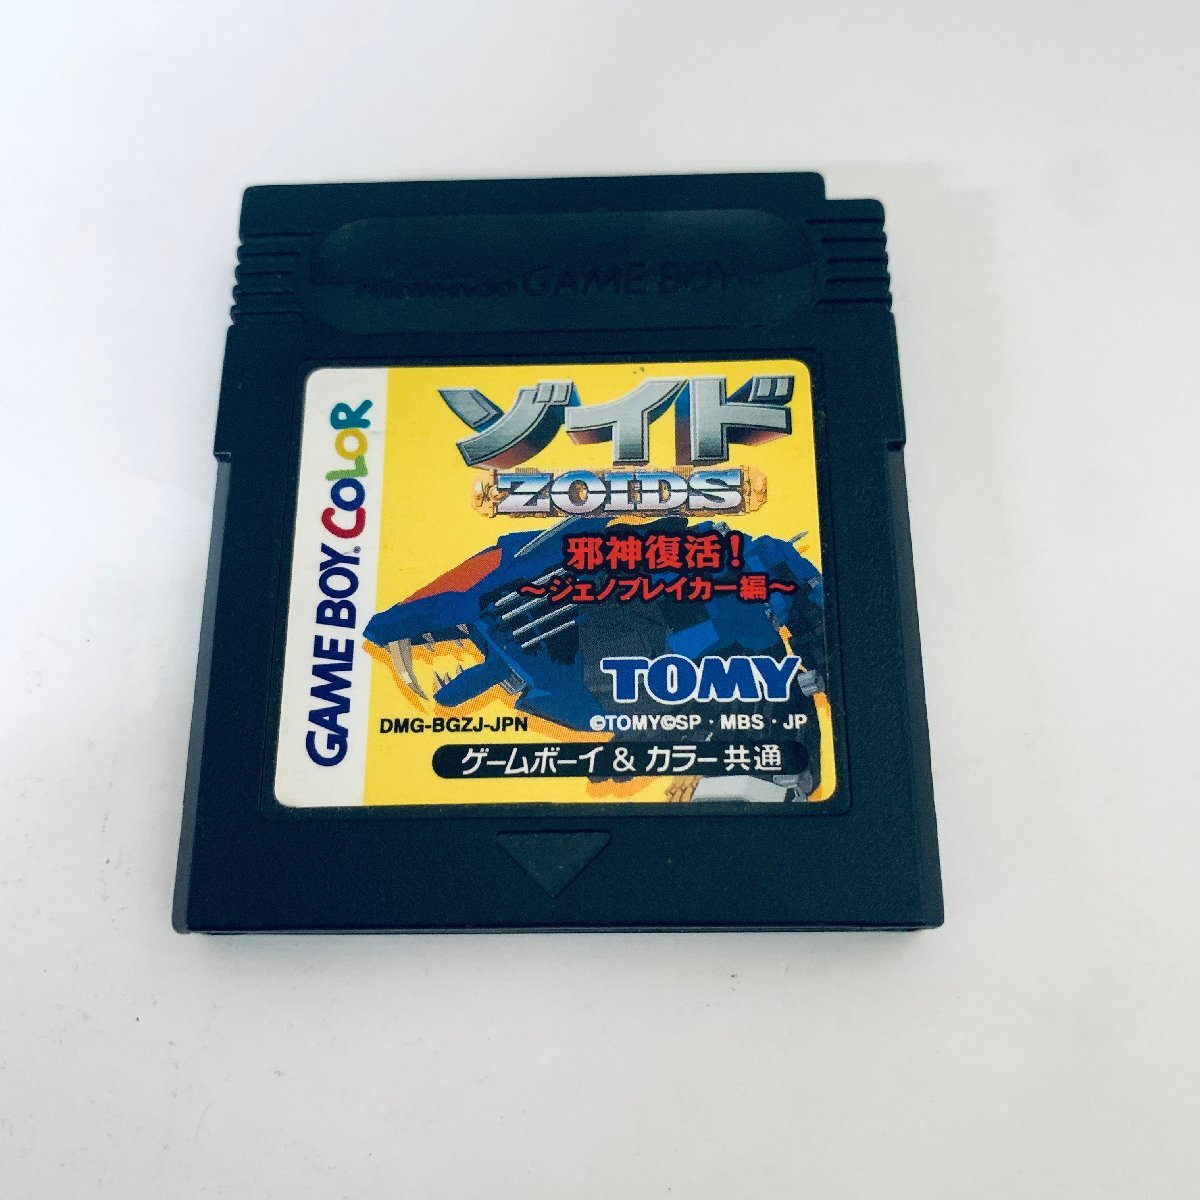 Nintendo GAME BOY™
GAME BOY COLOR
ゾイド
ZOIDS
邪神復活!
〜ジェノブレイカー編〜
TOMY
DMG-BGZJ-JPN
©TOMY©SP・MBS・JP
ゲームボーイ & カラー共通